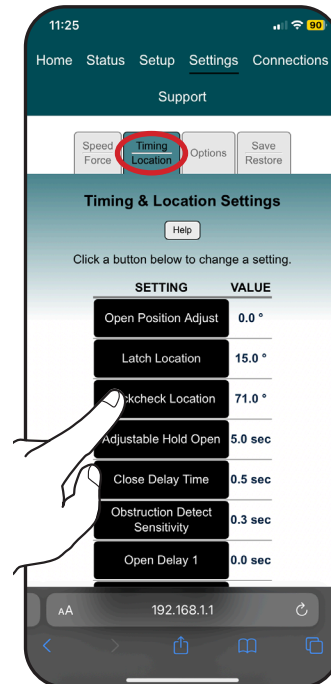 11:25
90
Home Status Setup Settings Connections
Support
Speed Force
Timing Location
Options
Save Restore
Timing & Location Settings
Help
Click a button below to change a setting.
SETTING VALUE
Open Position Adjust 0.0 °
Latch Location 15.0 °
ckcheck Location 71.0 °
Adjustable Hold Open 5.0 sec
Close Delay Time 0.5 sec
Obstruction Detect
Sensitivity 0.3 sec
Open Delay 1 0.0 sec
AA 192.168.1.1